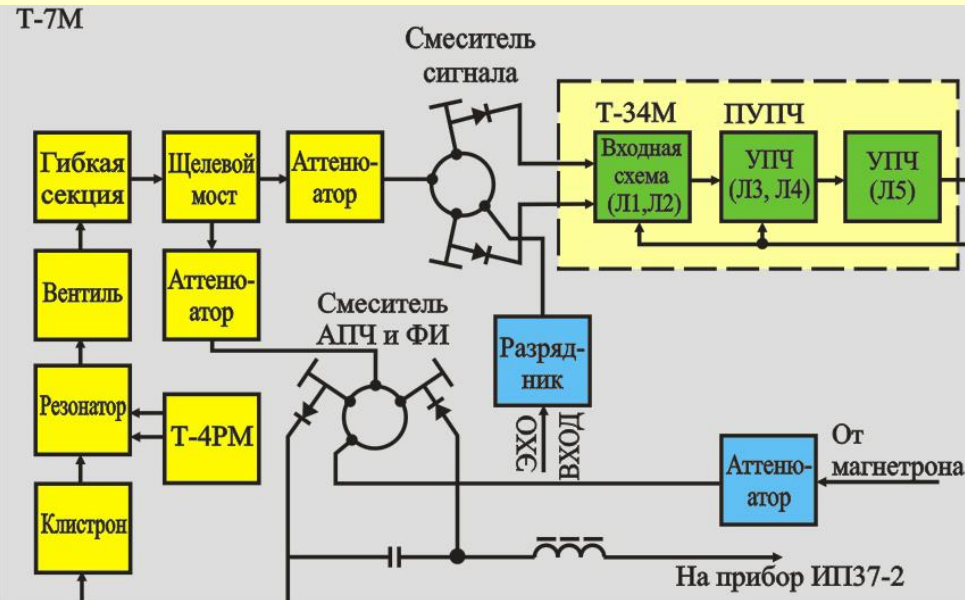 Т-7М
Смеситель
сигнала
Т-34М
ПУПЧ
Гибкая
секция
Щелевой
мост
Аттеню-
атор
Входная
схема
(Л1,Л2)
УПЧ
(Л3, Л4)
УПЧ
(Л5)
Вентиль
Аттеню-
атор
Смеситель
АПЧ и ФИ
Разряд-
ник
Резонатор
Т-4РМ
ЭХО
ВХОД
Аттеню-
атор
От
магнетрона
Клистрон
На прибор ИП37-2